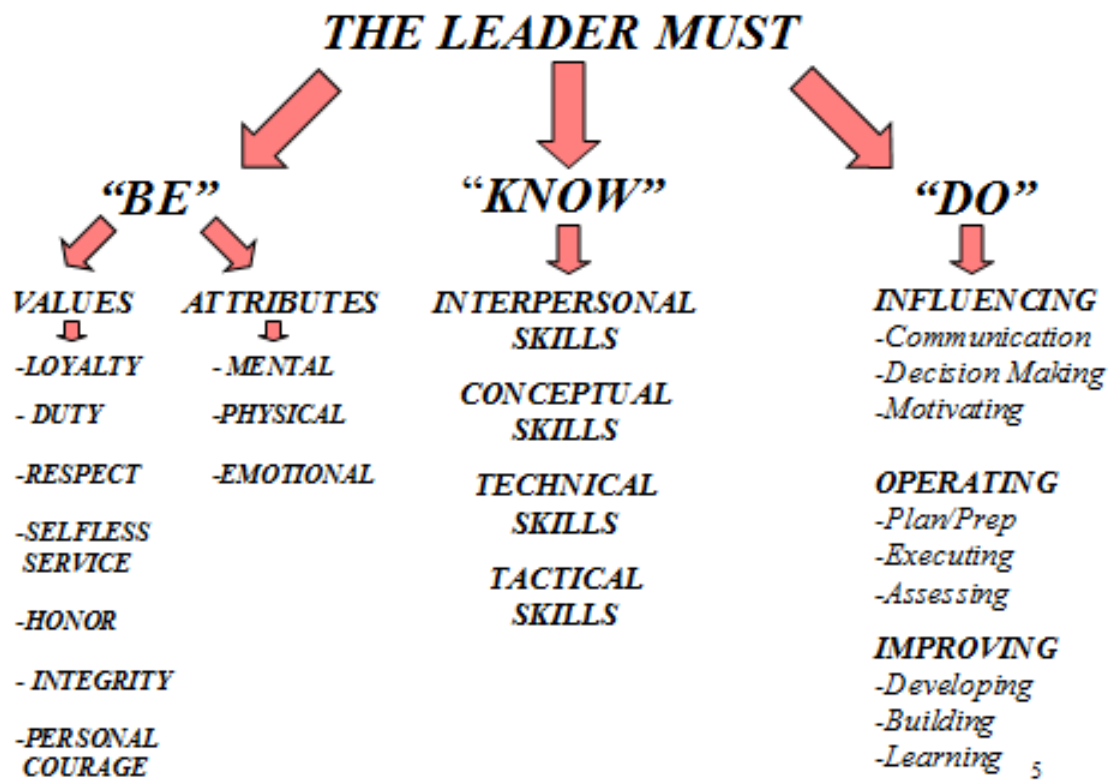 THE LEADER MUST
“BE”
VALUES
-LOYALTY
- DUTY
-RESPECT
-SELFLESS
SERVICE
-HONOR
- INTEGRITY
-PERSONAL
COURAGE
ATTRIBUTES
- MENTAL
-PHYSICAL
-EMOTIONAL
“KNOW”
INTERPERSONAL
SKILLS
CONCEPTUAL
SKILLS
TECHNICAL
SKILLS
TACTICAL
SKILLS
“DO”
INFLUENCING
-Communication
-Decision Making
-Motivating
OPERATING
-Plan/Prep
-Executing
-Assessing
IMPROVING
-Developing
-Building
-Learning
5